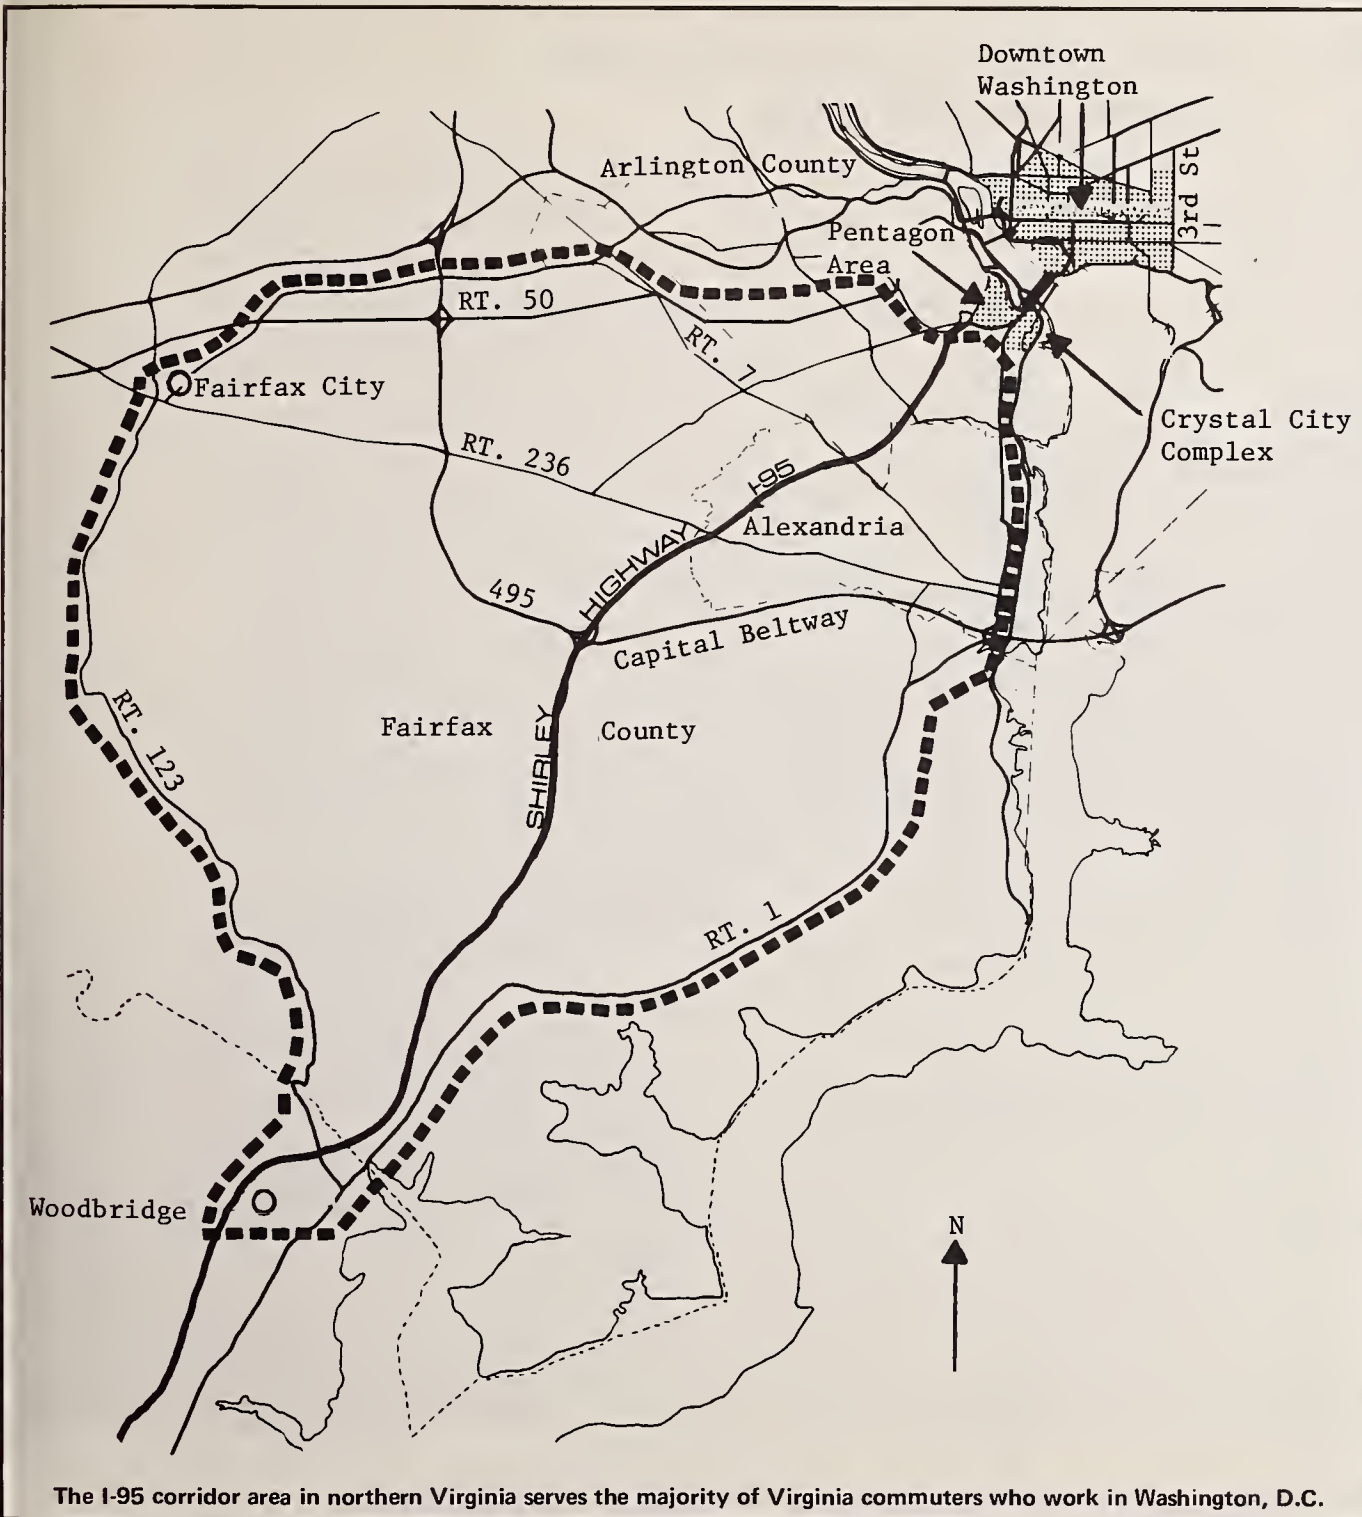 Downtown
Washington
Arlington County
3rd St
Pentagon
Area
RT. 50
RT. 7
Fairfax City
Crystal City
Complex
RT. 236
I-95
Alexandria
HIGHWAY
495
Capital Beltway
RT. 123
Fairfax County
SHIRLEY
RT. 1
Woodbridge
N
The I-95 corridor area in northern Virginia serves the majority of Virginia commuters who work in Washington, D.C.